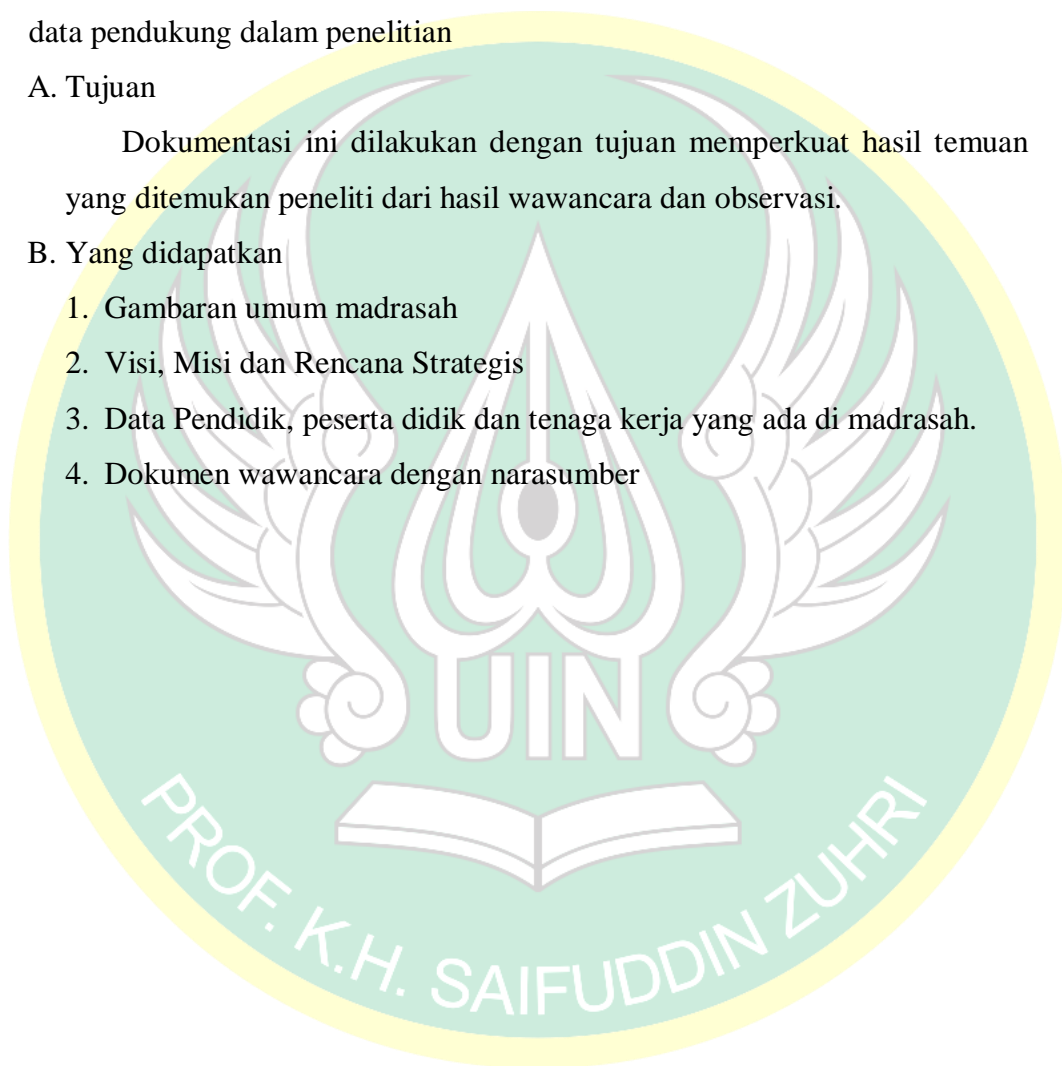 data pendukung dalam penelitian
A. Tujuan
Dokumentasi ini dilakukan dengan tujuan memperkuat hasil temuan
yang ditemukan peneliti dari hasil wawancara dan observasi.
B. Yang didapatkan
1. Gambaran umum madrasah
2. Visi, Misi dan Rencana Strategis
3. Data Pendidik, peserta didik dan tenaga kerja yang ada di madrasah.
4. Dokumen wawancara dengan narasumber
UIN
PROF. K.H. SAIFUDDIN ZUHRI